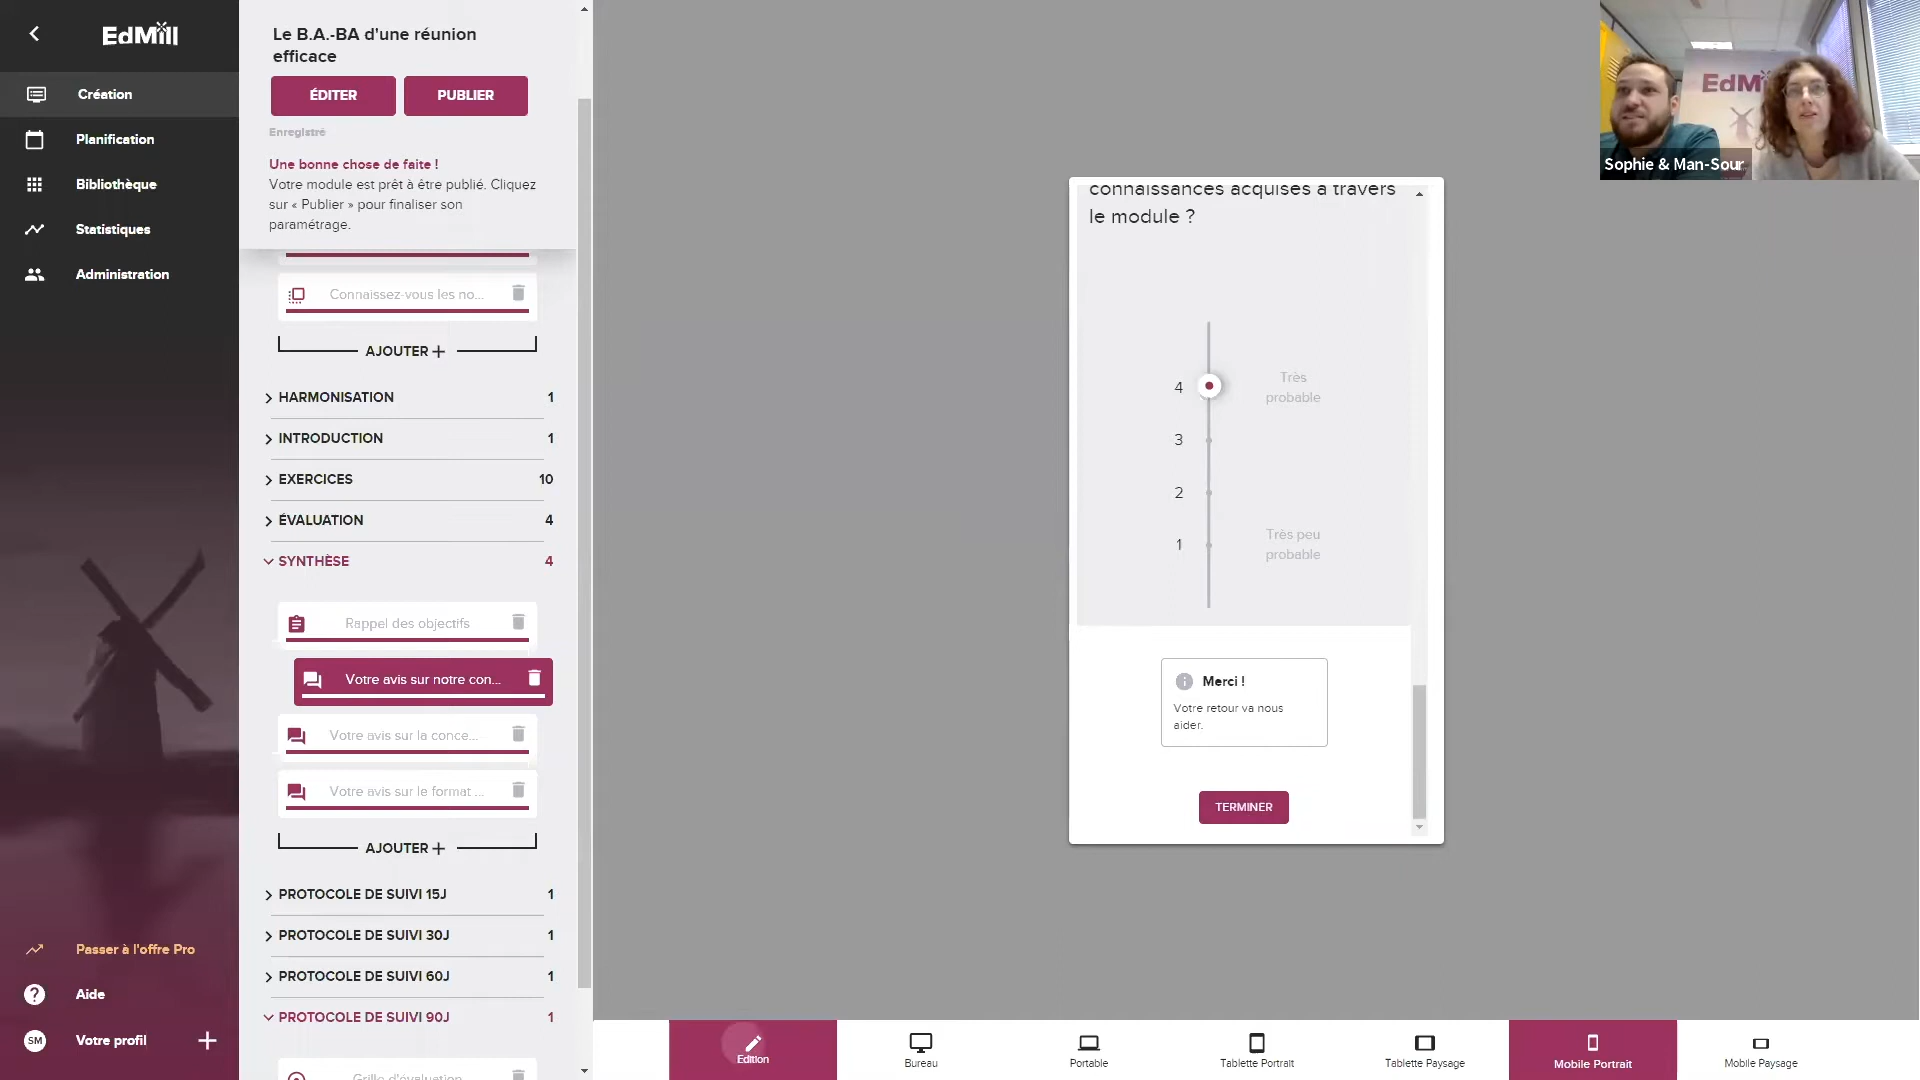 EdMill
Création
Planification
Bibliothèque
Statistiques
Administration
Passer à l'offre Pro
Aide
SM
Votre profil
Le B.A.-BA d'une réunion
efficace
ÉDITER
PUBLIER
Enregistré
Une bonne chose de faite !
Votre module est prêt à être publié. Cliquez
sur « Publier » pour finaliser son
paramétrage.
Connaissez-vous les no...
AJOUTER
HARMONISATION 1
INTRODUCTION 1
EXERCICES 10
ÉVALUATION 4
SYNTHÈSE 4
Rappel des objectifs
Votre avis sur notre con...
Votre avis sur la conce...
Votre avis sur le format ...
AJOUTER
PROTOCOLE DE SUIVI 15J 1
PROTOCOLE DE SUIVI 30J 1
PROTOCOLE DE SUIVI 60J 1
PROTOCOLE DE SUIVI 90J 1
Grille d'évaluation
connaissances acquises à travers
le module ?
4 Très
probable
3
2
1 Très peu
probable
Merci !
Votre retour va nous
aider.
TERMINER
Edition
Bureau
Portable
Tablette Portrait
Tablette Paysage
Mobile Portrait
Mobile Paysage
EdMi
Sophie & Man-Sour